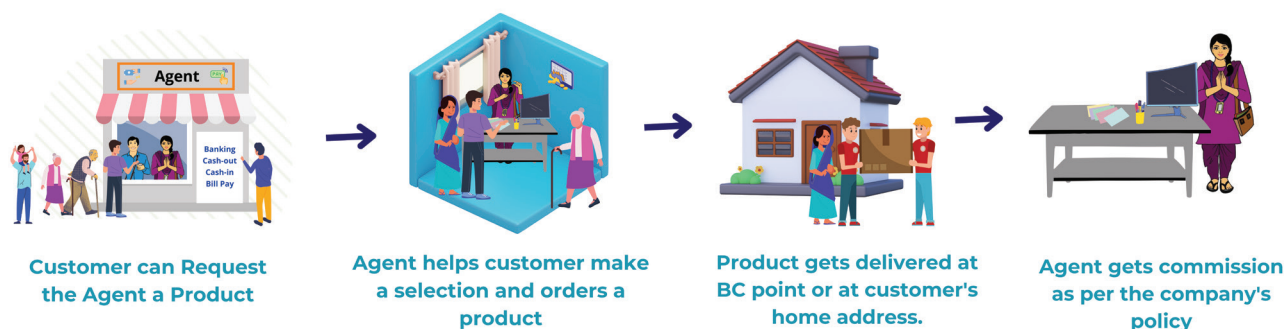 Agent
Banking
Cash-out
Cash-in
Bill Pay
Customer can Request
the Agent a Product
Agent helps customer make
a selection and orders a
product
Product gets delivered at
BC point or at customer's
home address.
Agent gets commission
as per the company's
policy